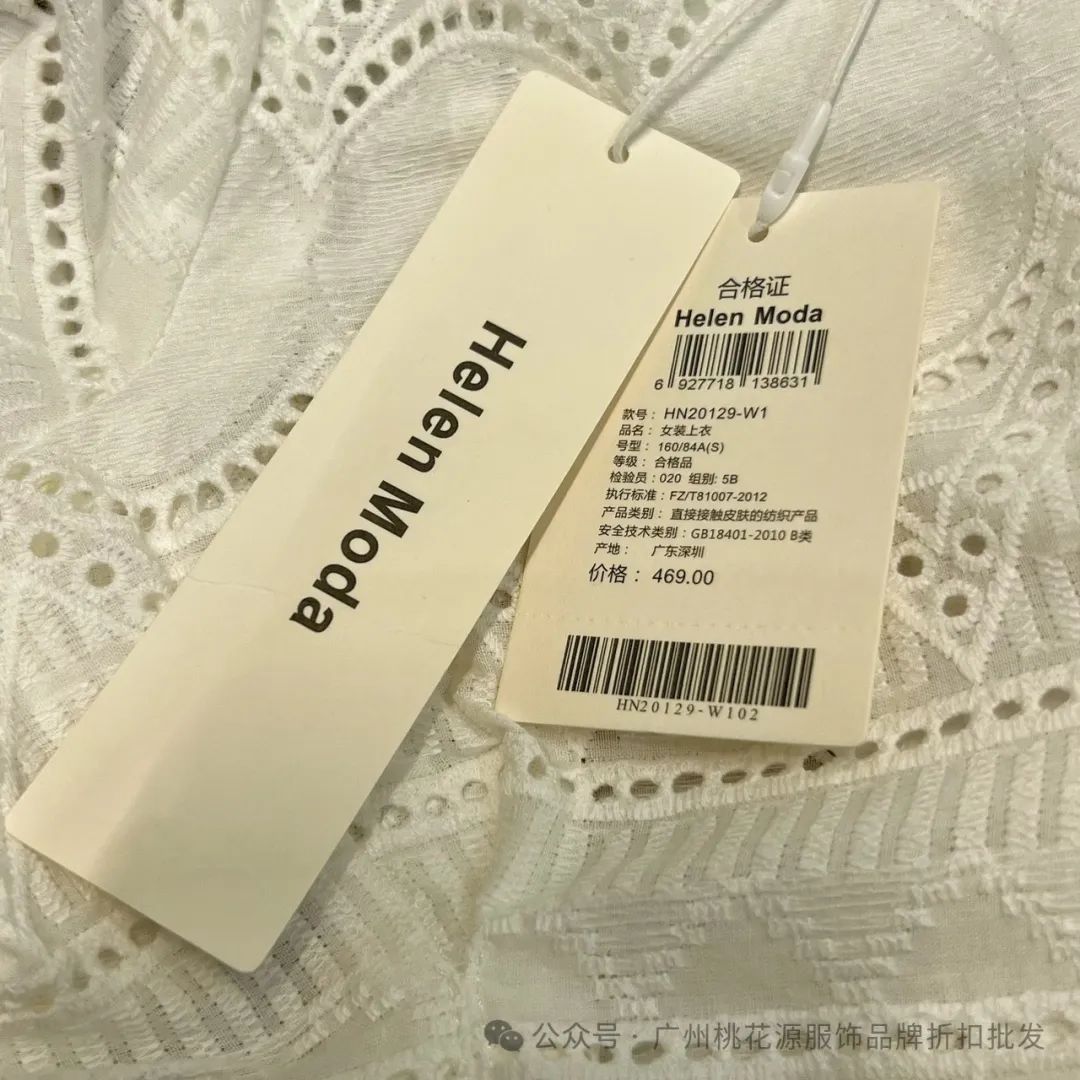 Helen Moda
合格证
Helen Moda
6 927718 138631
款号： HN20129-W1
品名： 女装上衣
号型： 160/84A(S)
等级： 合格品
检验员：020 组别: 5B
执行标准：FZ/T81007-2012
产品类别： 直接接触皮肤的纺织产品
安全技术类别：GB18401-2010 B类
产地： 广东深圳
价格： 469.00
HN20129-W102
公众号·广州桃花源服饰品牌折扣批发